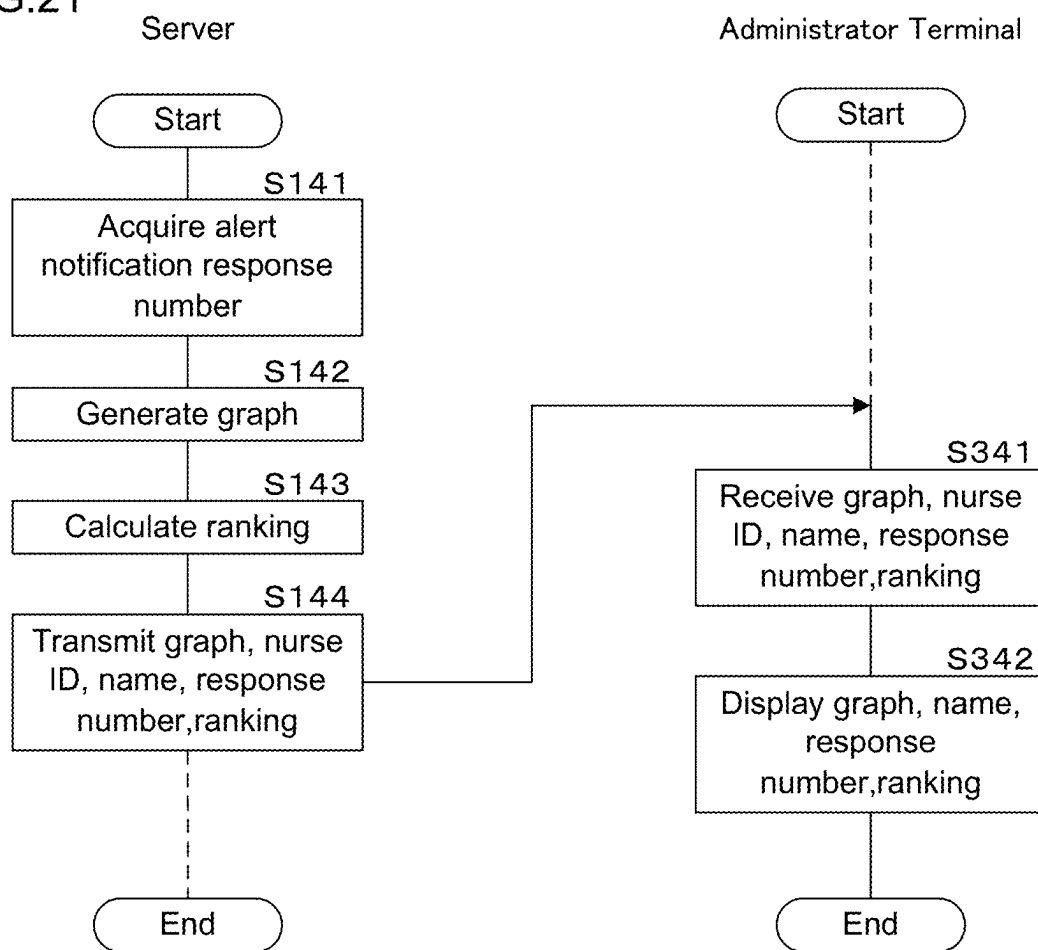 G.21
Server
Start
S141
Acquire alert
notification response
number
S142
Generate graph
S143
Calculate ranking
S144
Transmit graph, nurse
ID, name, response
number,ranking
End
Administrator Terminal
Start
S341
Receive graph, nurse
ID, name, response
number,ranking
S342
Display graph, name,
response
number,ranking
End